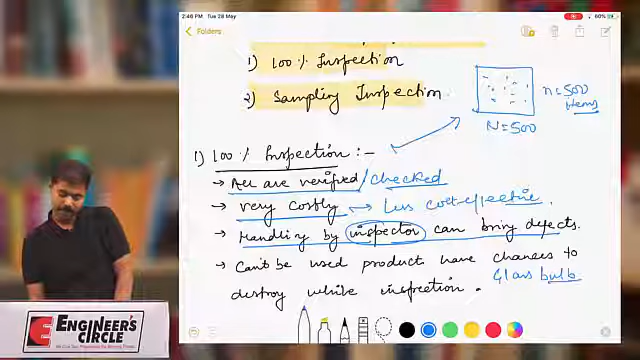 2:46 PM Tue 28 May
60%
Folders
1) 100 % Inspection
2) Sampling Inspection
n=500
items
N=500
1) 100 % Inspection :-
→ All are verified / checked
→ Very costly → Less cost-effective.
→ Handling by inspector can bring defects.
→ Can't be used product have chances to
Glass bulb
destroy while inspection.
ENGINEER'S
CIRCLE